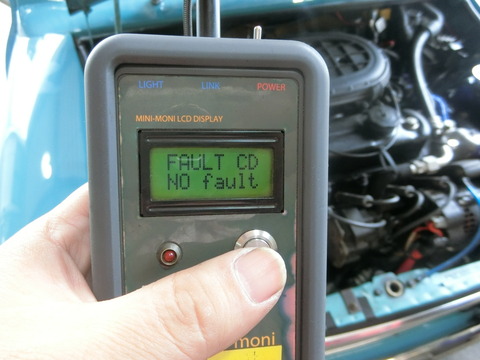 LIGHT LINK POWER
MINI-MONI LCD DISPLAY
FAULT CD
NO fault
moni